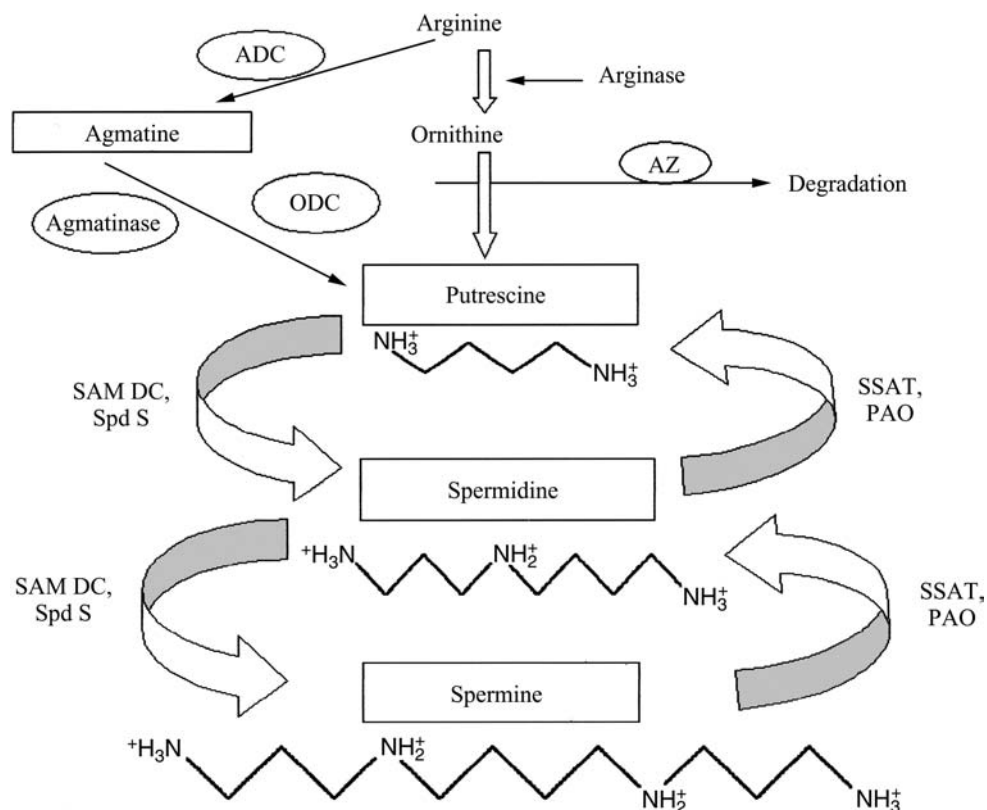 Arginine
ADC
Arginase
Agmatine
Ornithine
AZ
Degradation
ODC
Agmatinase
Putrescine
NH₃⁺
NH₃⁺
SAM DC,
Spd S
SSAT,
PAO
Spermidine
⁺H₃N
NH₂⁺
NH₃⁺
SAM DC,
Spd S
SSAT,
PAO
Spermine
⁺H₃N
NH₂⁺
NH₂⁺
NH₃⁺